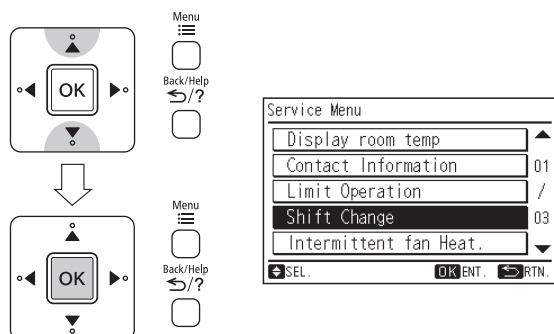 Menu
OK
Back/Help
/?
Menu
OK
Back/Help
/?
Service Menu
Display room temp
Contact Information
01
Limit Operation
/
Shift Change
03
Intermittent fan Heat.
SEL. OK ENT. RTN.